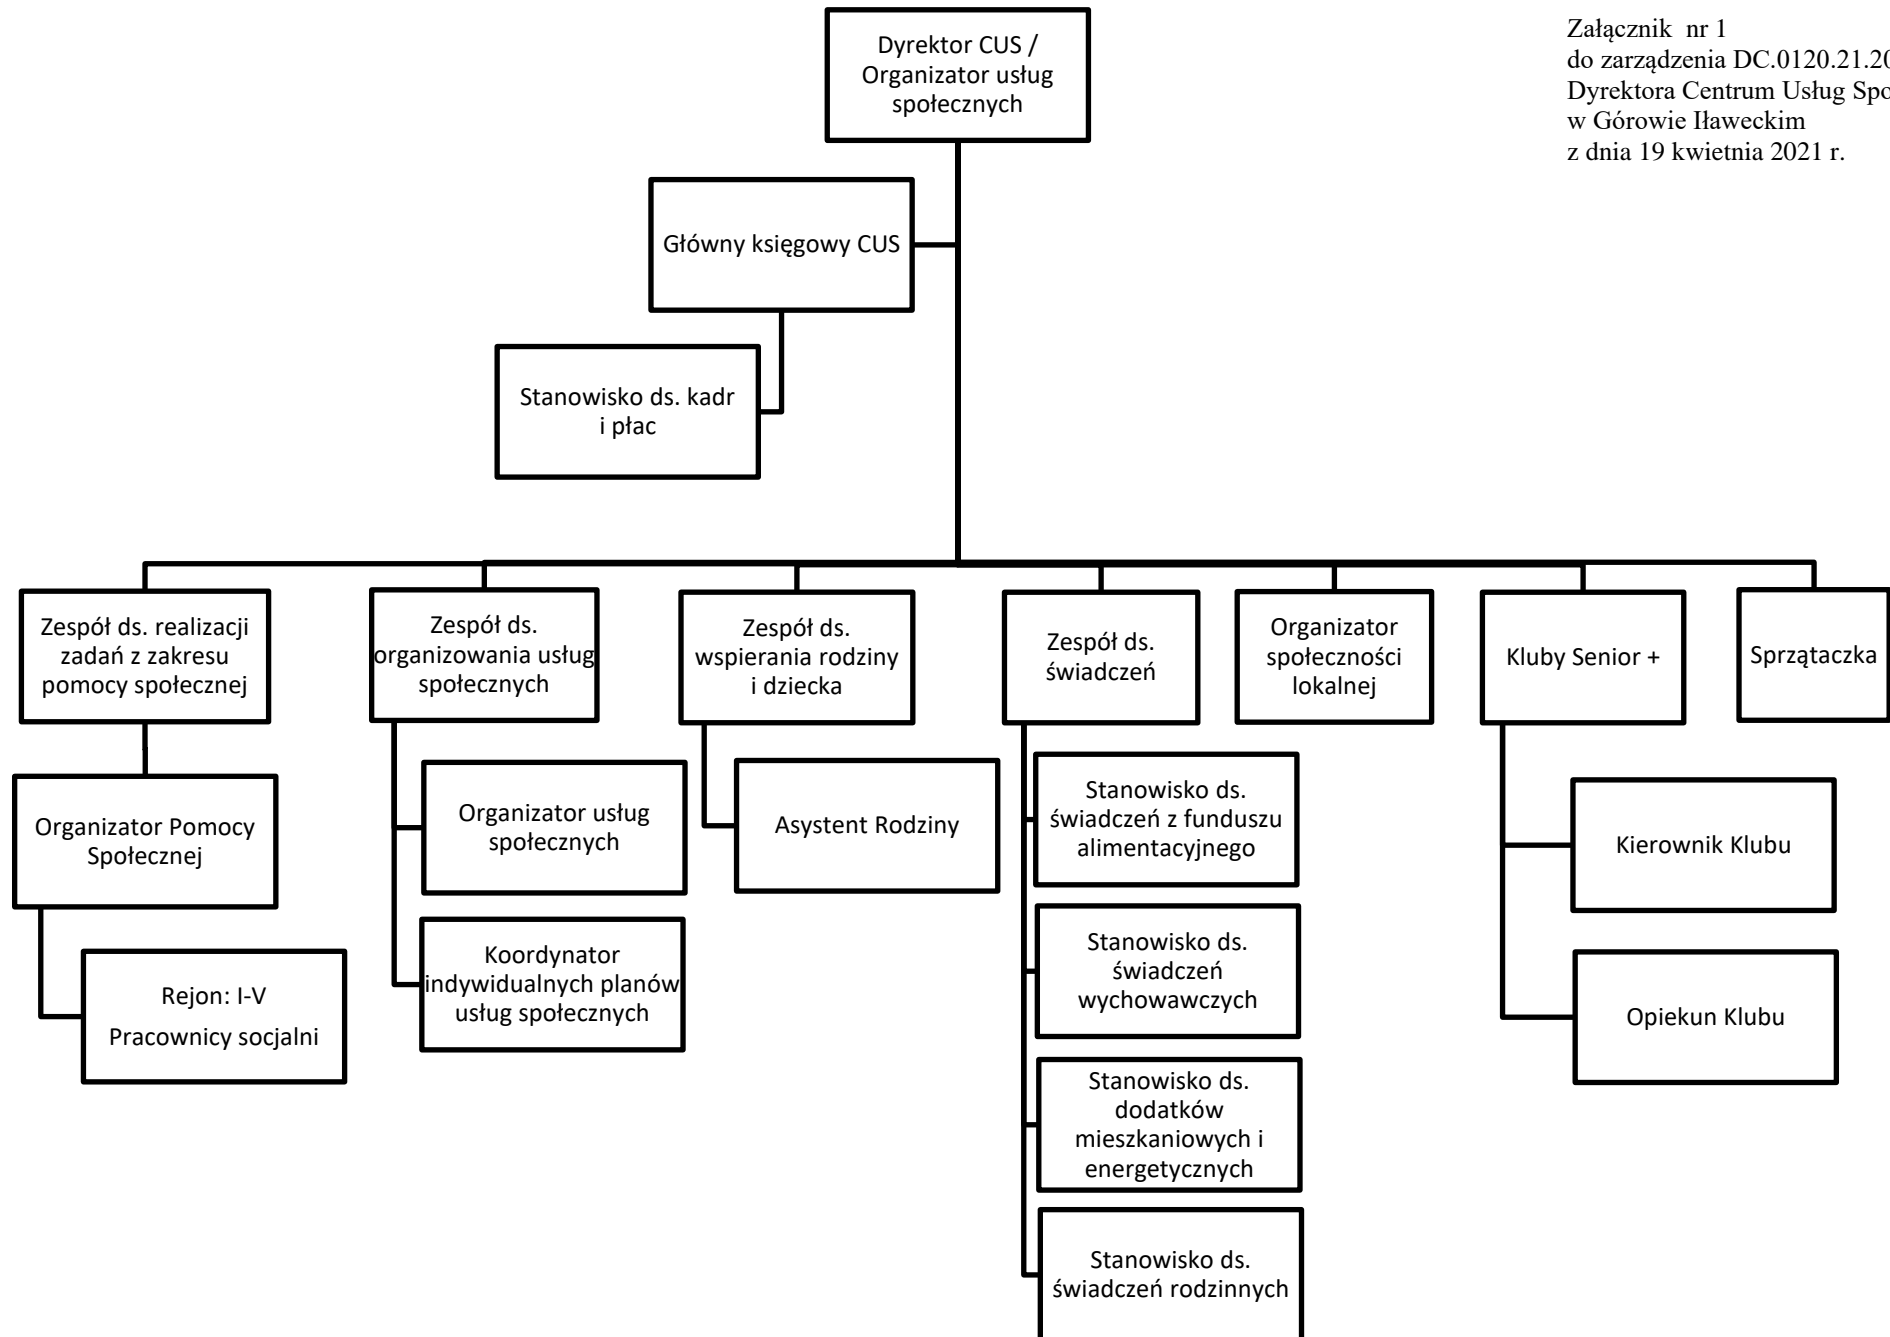 Załącznik nr 1
do zarządzenia DC.0120.21.20
Dyrektora Centrum Usług Spo
w Górowie Iławeckim
z dnia 19 kwietnia 2021 r.
Dyrektor CUS /
Organizator usług
społecznych
Główny księgowy CUS
Stanowisko ds. kadr
i płac
Zespół ds. realizacji
zadań z zakresu
pomocy społecznej
Zespół ds.
organizowania usług
społecznych
Zespół ds.
wspierania rodziny
i dziecka
Zespół ds.
świadczeń
Organizator
społeczności
lokalnej
Kluby Senior +
Sprzątaczka
Organizator Pomocy
Społecznej
Rejon: I-V
Pracownicy socjalni
Organizator usług
społecznych
Koordynator
indywidualnych planów
usług społecznych
Asystent Rodziny
Stanowisko ds.
świadczeń z funduszu
alimentacyjnego
Stanowisko ds.
świadczeń
wychowawczych
Stanowisko ds.
dodatków
mieszkaniowych i
energetycznych
Stanowisko ds.
świadczeń rodzinnych
Kierownik Klubu
Opiekun Klubu